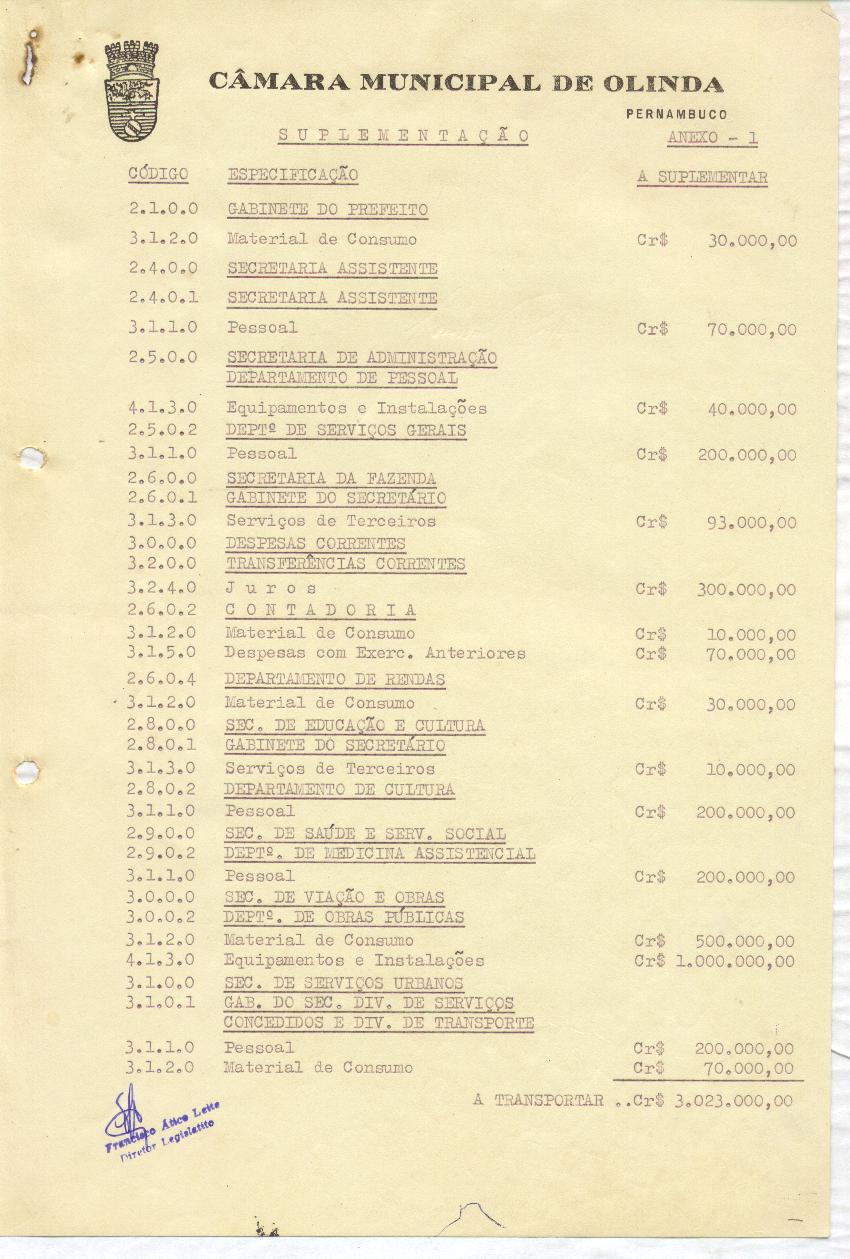 CÂMARA MUNICIPAL DE OLINDA
PERNAMBUCO
S U P L E M E N T A Ç Ã O ANEXO - 1
CÓDIGO ESPECIFICAÇÃO A SUPLEMENTAR
2.1.0.0 GABINETE DO PREFEITO
3.1.2.0 Material de Consumo Cr$ 30.000,00
2.4.0.0 SECRETARIA ASSISTENTE
2.4.0.1 SECRETARIA ASSISTENTE
3.1.1.0 Pessoal Cr$ 70.000,00
2.5.0.0 SECRETARIA DE ADMINISTRAÇÃO
DEPARTAMENTO DE PESSOAL
4.1.3.0 Equipamentos e Instalações Cr$ 40.000,00
2.5.0.2 DEPTº DE SERVIÇOS GERAIS
3.1.1.0 Pessoal Cr$ 200.000,00
2.6.0.0 SECRETARIA DA FAZENDA
2.6.0.1 GABINETE DO SECRETÁRIO
3.1.3.0 Serviços de Terceiros Cr$ 93.000,00
3.0.0.0 DESPESAS CORRENTES
3.2.0.0 TRANSFERÊNCIAS CORRENTES
3.2.4.0 J u r o s Cr$ 300.000,00
2.6.0.2 C O N T A D O R I A
3.1.2.0 Material de Consumo Cr$ 10.000,00
3.1.5.0 Despesas com Exerc. Anteriores Cr$ 70.000,00
2.6.0.4 DEPARTAMENTO DE RENDAS
3.1.2.0 Material de Consumo Cr$ 30.000,00
2.8.0.0 SEC. DE EDUCAÇÃO E CULTURA
2.8.0.1 GABINETE DO SECRETÁRIO
3.1.3.0 Serviços de Terceiros Cr$ 10.000,00
2.8.0.2 DEPARTAMENTO DE CULTURA
3.1.1.0 Pessoal Cr$ 200.000,00
2.9.0.0 SEC. DE SAÚDE E SERV. SOCIAL
2.9.0.2 DEPTº. DE MEDICINA ASSISTENCIAL
3.1.1.0 Pessoal Cr$ 200.000,00
3.0.0.0 SEC. DE VIAÇÃO E OBRAS
3.0.0.2 DEPTº. DE OBRAS PÚBLICAS
3.1.2.0 Material de Consumo Cr$ 500.000,00
4.1.3.0 Equipamentos e Instalações Cr$ 1.000.000,00
3.1.0.0 SEC. DE SERVIÇOS URBANOS
3.1.0.1 GAB. DO SEC. DIV. DE SERVIÇOS
CONCEDIDOS E DIV. DE TRANSPORTE
3.1.1.0 Pessoal Cr$ 200.000,00
3.1.2.0 Material de Consumo Cr$ 70.000,00
A TRANSPORTAR ..Cr$ 3.023.000,00
Francisco Ático Leite
Diretor Legislatito